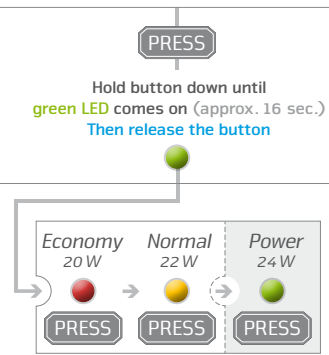 PRESS
Hold button down until
green LED comes on (approx. 16 sec.)
Then release the button
Economy Normal Power
20 W 22 W 24 W
PRESS PRESS PRESS